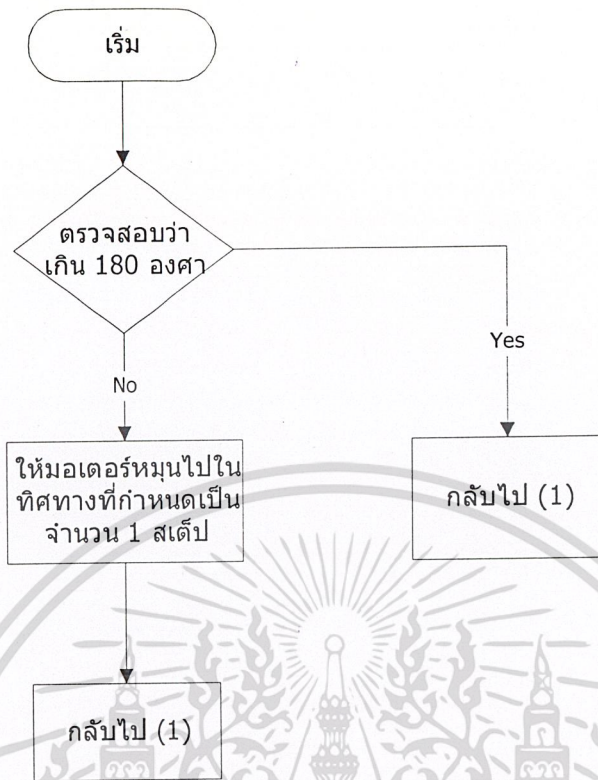 เริ่ม
ตรวจสอบว่า
เกิน 180 องศา
Yes
No
ให้มอเตอร์หมุนไปใน
ทิศทางที่กำหนดเป็น
จำนวน 1 สเต็ป
กลับไป (1)
กลับไป (1)